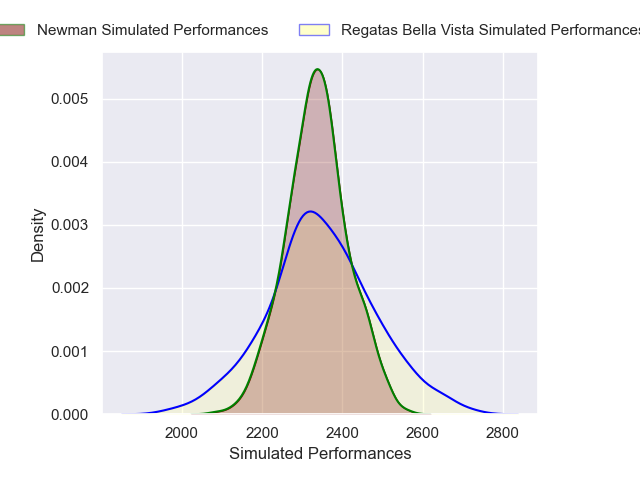 Newman Simulated Performances
Regatas Bella Vista Simulated Performances
0.005
0.004
0.003
0.002
0.001
0.000
Density
2000 2200 2400 2600 2800
Simulated Performances